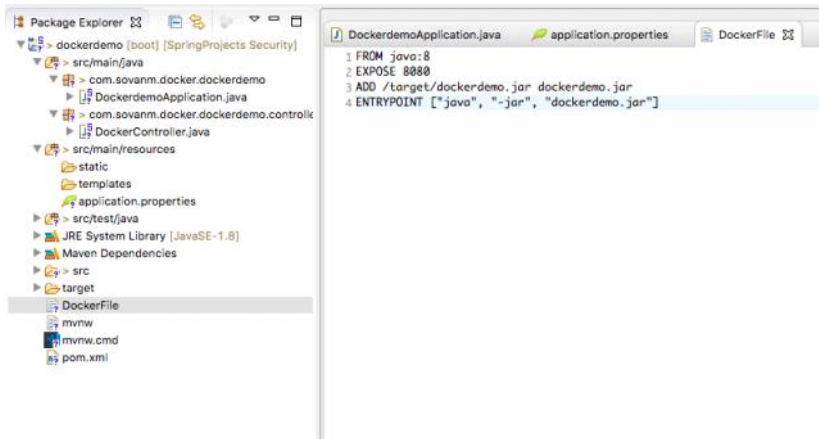 Package Explorer
> dockerdemo [boot] [SpringProjects Security]
> src/main/java
> com.sovanm.docker.dockerdemo
> DockerdemoApplication.java
> com.sovanm.docker.dockerdemo.controlle
> DockerController.java
> src/main/resources
static
templates
application.properties
> src/test/java
JRE System Library [JavaSE-1.8]
Maven Dependencies
> src
target
DockerFile
mvnw
mvnw.cmd
pom.xml
DockerdemoApplication.java application.properties DockerFile
1 FROM java:8
2 EXPOSE 8080
3 ADD /target/dockerdemo.jar dockerdemo.jar
4 ENTRYPOINT ["java", "-jar", "dockerdemo.jar"]